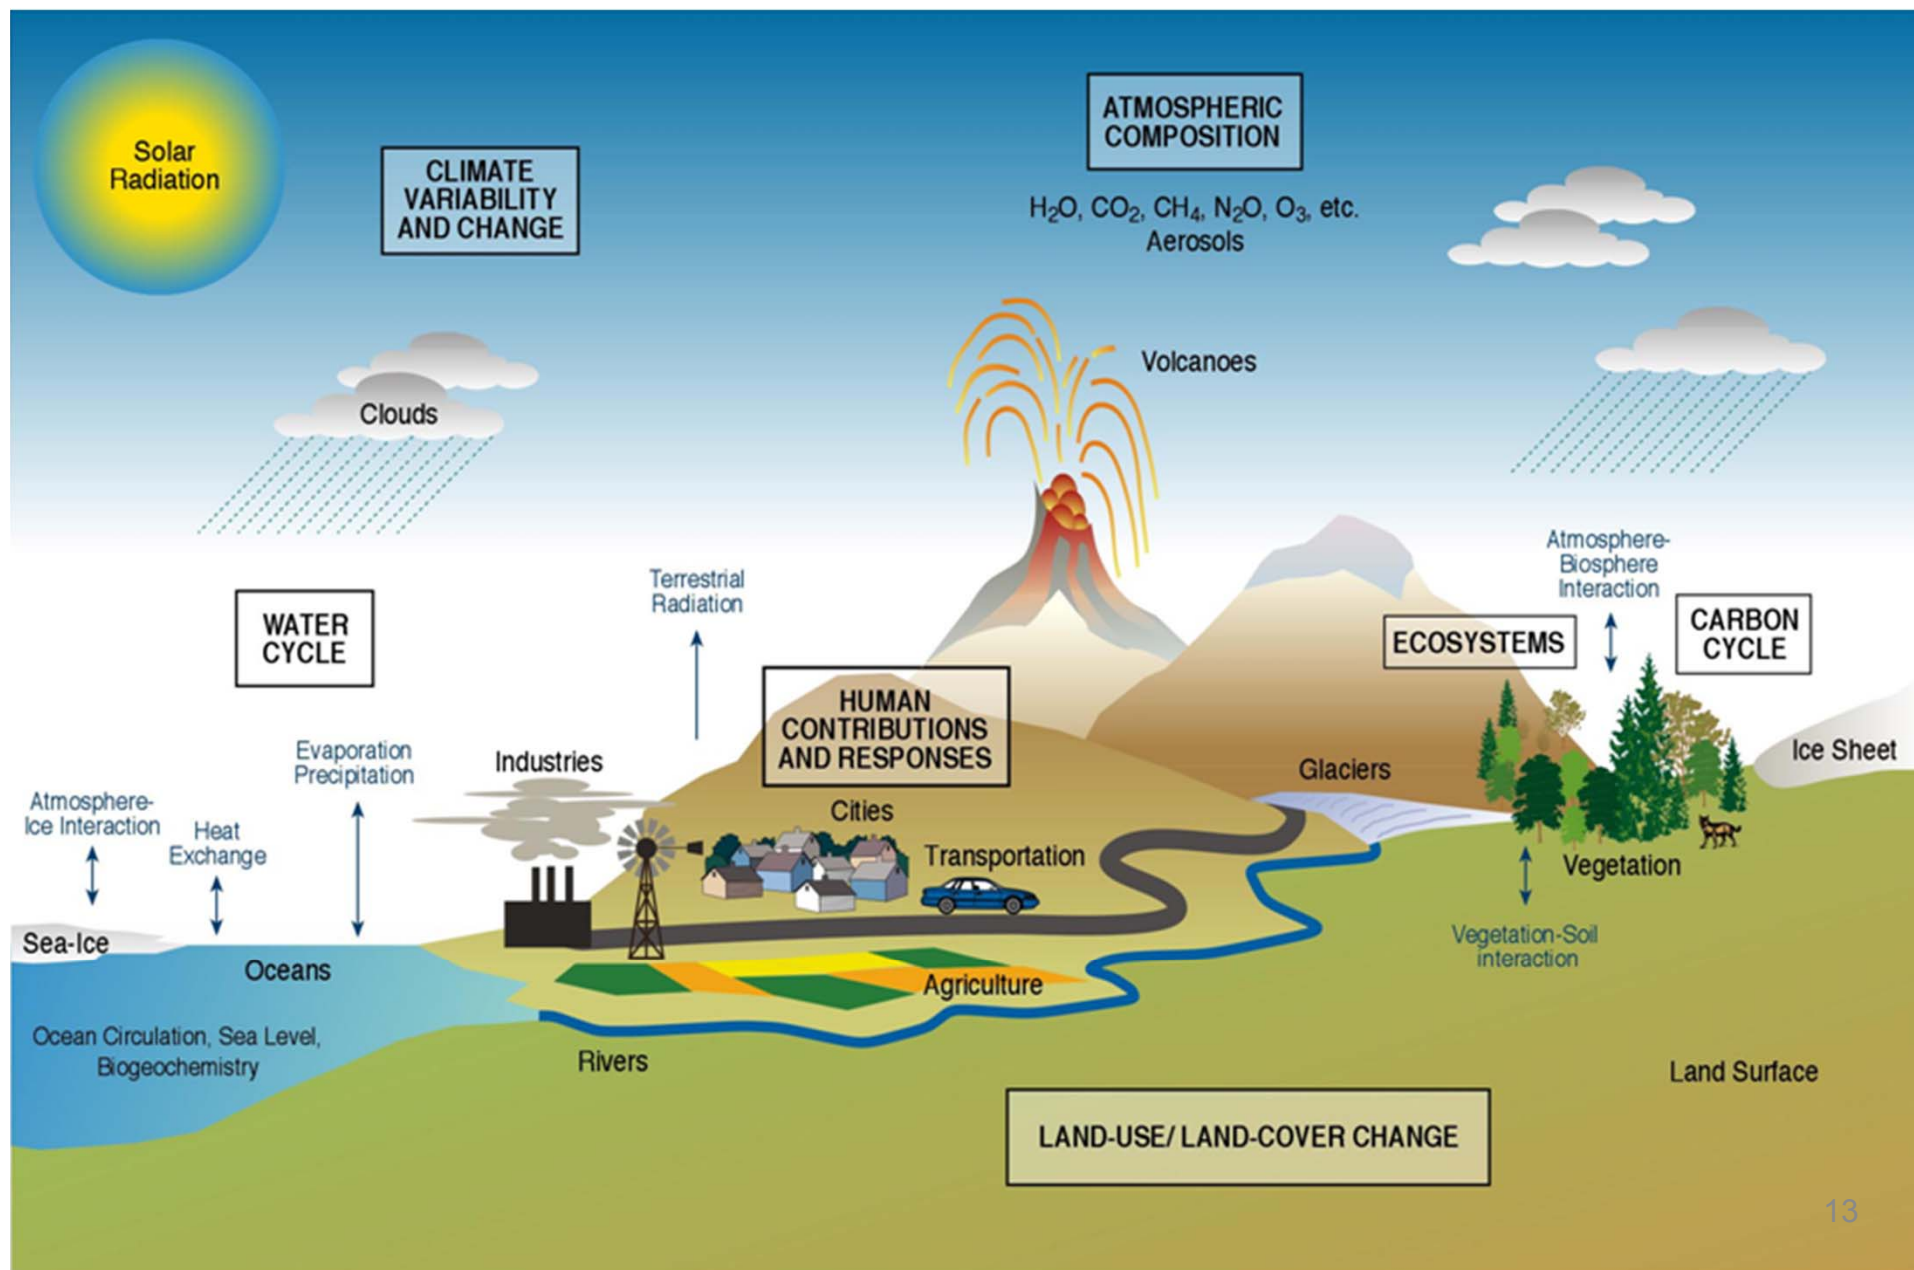 Solar
Radiation
CLIMATE
VARIABILITY
AND CHANGE
ATMOSPHERIC
COMPOSITION
H₂O, CO₂, CH₄, N₂O, O₃, etc.
Aerosols
Volcanoes
Clouds
WATER
CYCLE
Terrestrial
Radiation
Atmosphere-
Biosphere
Interaction
ECOSYSTEMS
CARBON
CYCLE
HUMAN
CONTRIBUTIONS
AND RESPONSES
Evaporation
Precipitation
Industries
Glaciers
Ice Sheet
Atmosphere-
Ice Interaction
Heat
Exchange
Cities
Transportation
Vegetation
Sea-Ice
Oceans
Agriculture
Vegetation-Soil
interaction
Ocean Circulation, Sea Level,
Biogeochemistry
Rivers
Land Surface
LAND-USE/ LAND-COVER CHANGE
13